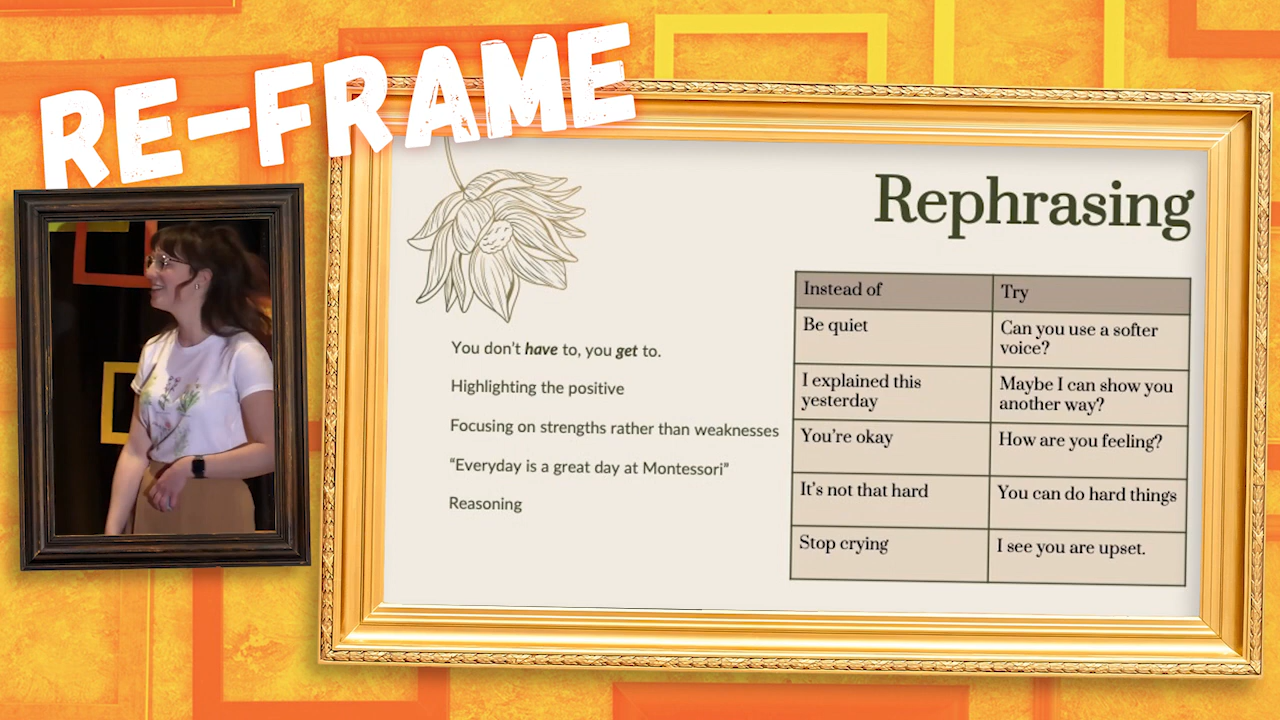 RE-FRAME
Rephrasing
You don't have to, you get to.
Highlighting the positive
Focusing on strengths rather than weaknesses
“Everyday is a great day at Montessori”
Reasoning
Instead of
Try
Be quiet
Can you use a softer
voice?
I explained this
yesterday
Maybe I can show you
another way?
You're okay
How are you feeling?
It's not that hard
You can do hard things
Stop crying
I see you are upset.